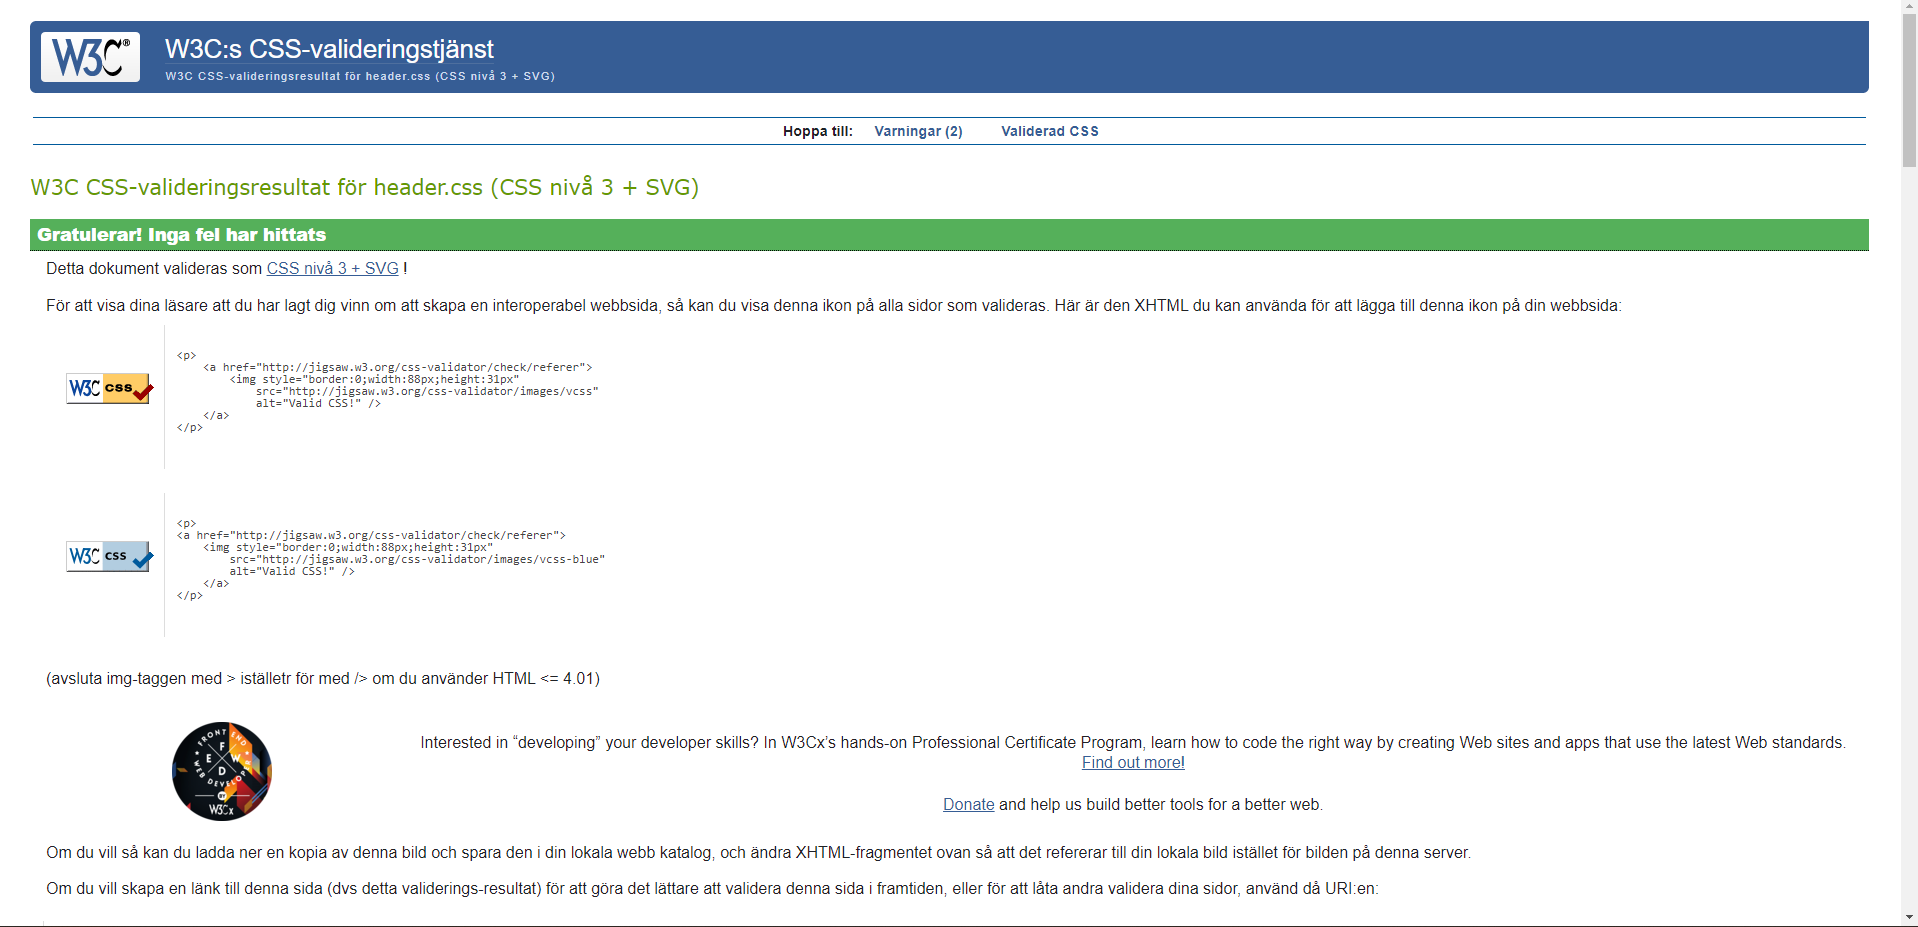 W3C®
W3C:s CSS-valideringstjänst
W3C CSS-valideringsresultat för header.css (CSS nivå 3 + SVG)
Hoppa till: Varningar (2) Validerad CSS
W3C CSS-valideringsresultat för header.css (CSS nivå 3 + SVG)
Gratulerar! Inga fel har hittats
Detta dokument valideras som CSS nivå 3 + SVG !
För att visa dina läsare att du har lagt dig vinn om att skapa en interoperabel webbsida, så kan du visa denna ikon på alla sidor som valideras. Här är den XHTML du kan använda för att lägga till denna ikon på din webbsida:
W3C css
<p>
<a href="http://jigsaw.w3.org/css-validator/check/referer">
<img style="border:0;width:88px;height:31px"
src="http://jigsaw.w3.org/css-validator/images/vcss"
alt="Valid CSS!" />
</a>
</p>
W3C css
<p>
<a href="http://jigsaw.w3.org/css-validator/check/referer">
<img style="border:0;width:88px;height:31px"
src="http://jigsaw.w3.org/css-validator/images/vcss-blue"
alt="Valid CSS!" />
</a>
</p>
(avsluta img-taggen med > iställetr för med /> om du använder HTML <= 4.01)
FRONT END
F
E W
D
WEB DEVELOPER
BY
W3Cx
Interested in “developing” your developer skills? In W3Cx’s hands-on Professional Certificate Program, learn how to code the right way by creating Web sites and apps that use the latest Web standards.
Find out more!
Donate and help us build better tools for a better web.
Om du vill så kan du ladda ner en kopia av denna bild och spara den i din lokala webb katalog, och ändra XHTML-fragmentet ovan så att det refererar till din lokala bild istället för bilden på denna server.
Om du vill skapa en länk till denna sida (dvs detta validerings-resultat) för att göra det lättare att validera denna sida i framtiden, eller för att låta andra validera dina sidor, använd då URI:en: